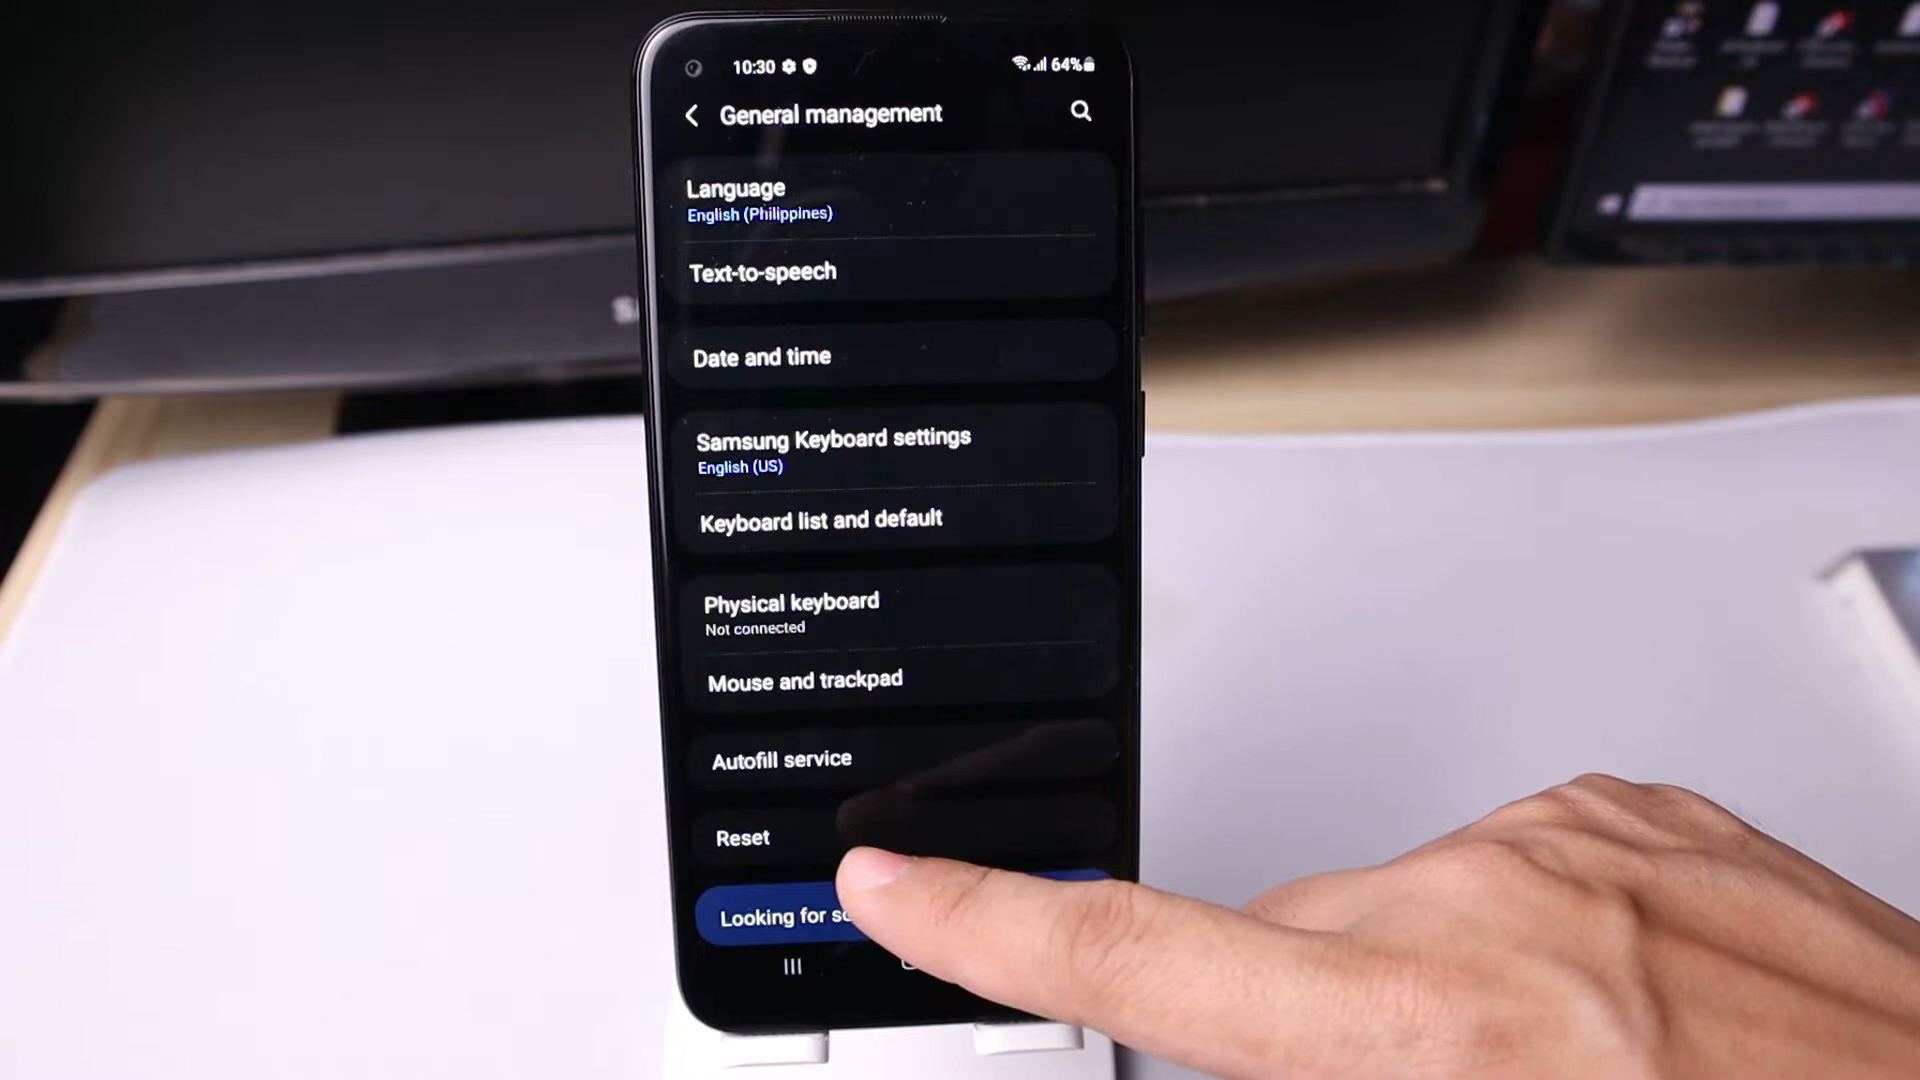 10:30
64%
General management
Language
English (Philippines)
Text-to-speech
Date and time
Samsung Keyboard settings
English (US)
Keyboard list and default
Physical keyboard
Not connected
Mouse and trackpad
Autofill service
Reset
Looking for